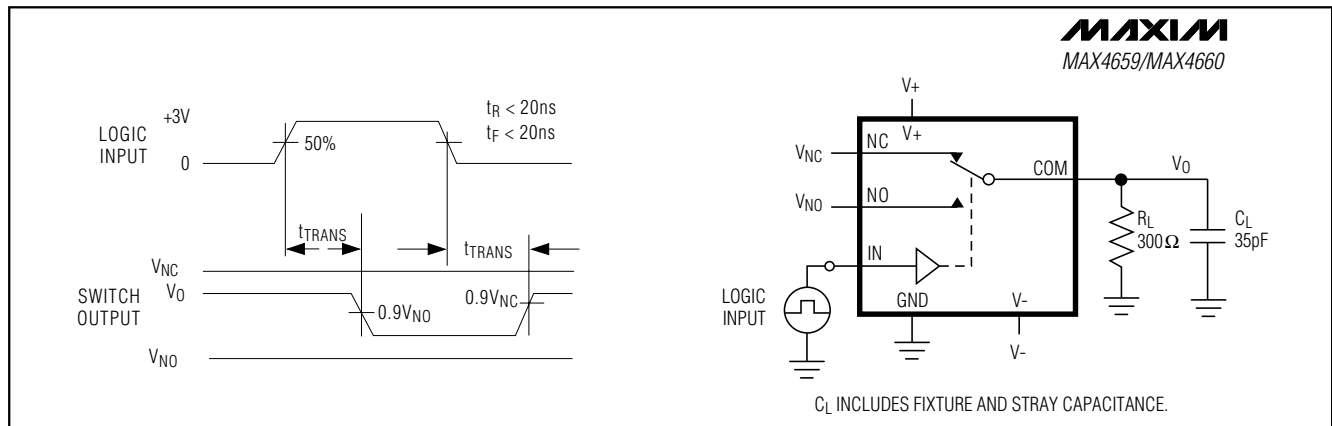 MAXIM
MAX4659/MAX4660
LOGIC
INPUT
+3V
0
50%
tR < 20ns
tF < 20ns
tTRANS
tTRANS
VNC
SWITCH
OUTPUT
VO
0.9VNO
0.9VNC
VNO
V+
V+
VNC
NC
COM
VO
VNO
NO
RL
300Ω
CL
35pF
IN
LOGIC
INPUT
GND
V-
V-
CL INCLUDES FIXTURE AND STRAY CAPACITANCE.